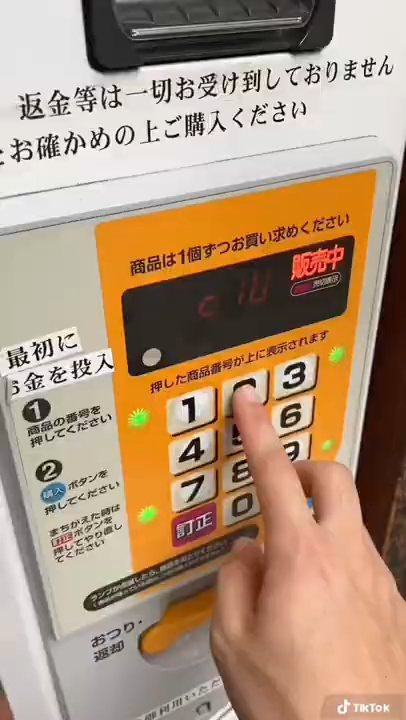 返金等は一切お受け到しておりません
お確かめの上ご購入ください
商品は1個ずつお買い求めください
販売中
最初に
お金を投入
押した商品番号が上に表示されます
1
商品の番号を
押してください
2
購入 ボタンを
押してください
まちがえた時は
訂正 ボタンを
押してやり直し
てください
1
3
4
6
7
8
9
訂正
0
おつり・
返却
TikTok